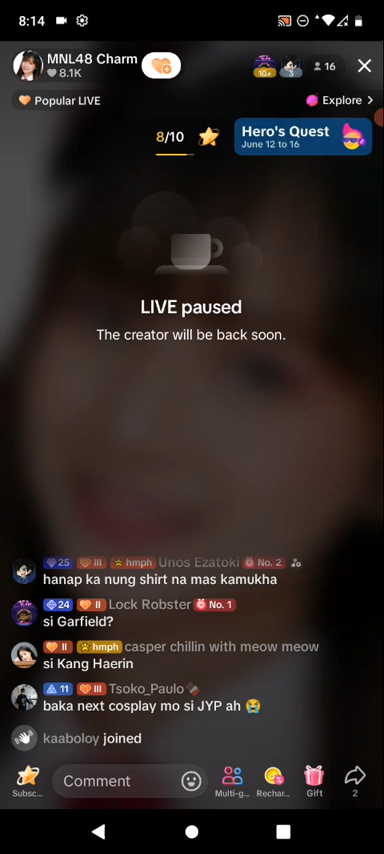 8:14
MNL48 Charm
8.1K
10+
3
16
Popular LIVE
Explore
8/10
Hero's Quest
June 12 to 16
LIVE paused
The creator will be back soon.
25 III hmph Unos Ezatoki No. 2
hanap ka nung shirt na mas kamukha
24 II Lock Robster No. 1
si Garfield?
II hmph casper chillin with meow meow
si Kang Haerin
11 III Tsoko_Paulo🍫
baka next cosplay mo si JYP ah 😭
kaaboloy joined
Comment
Subsc...
Multi-g...
Rechar...
Gift
2